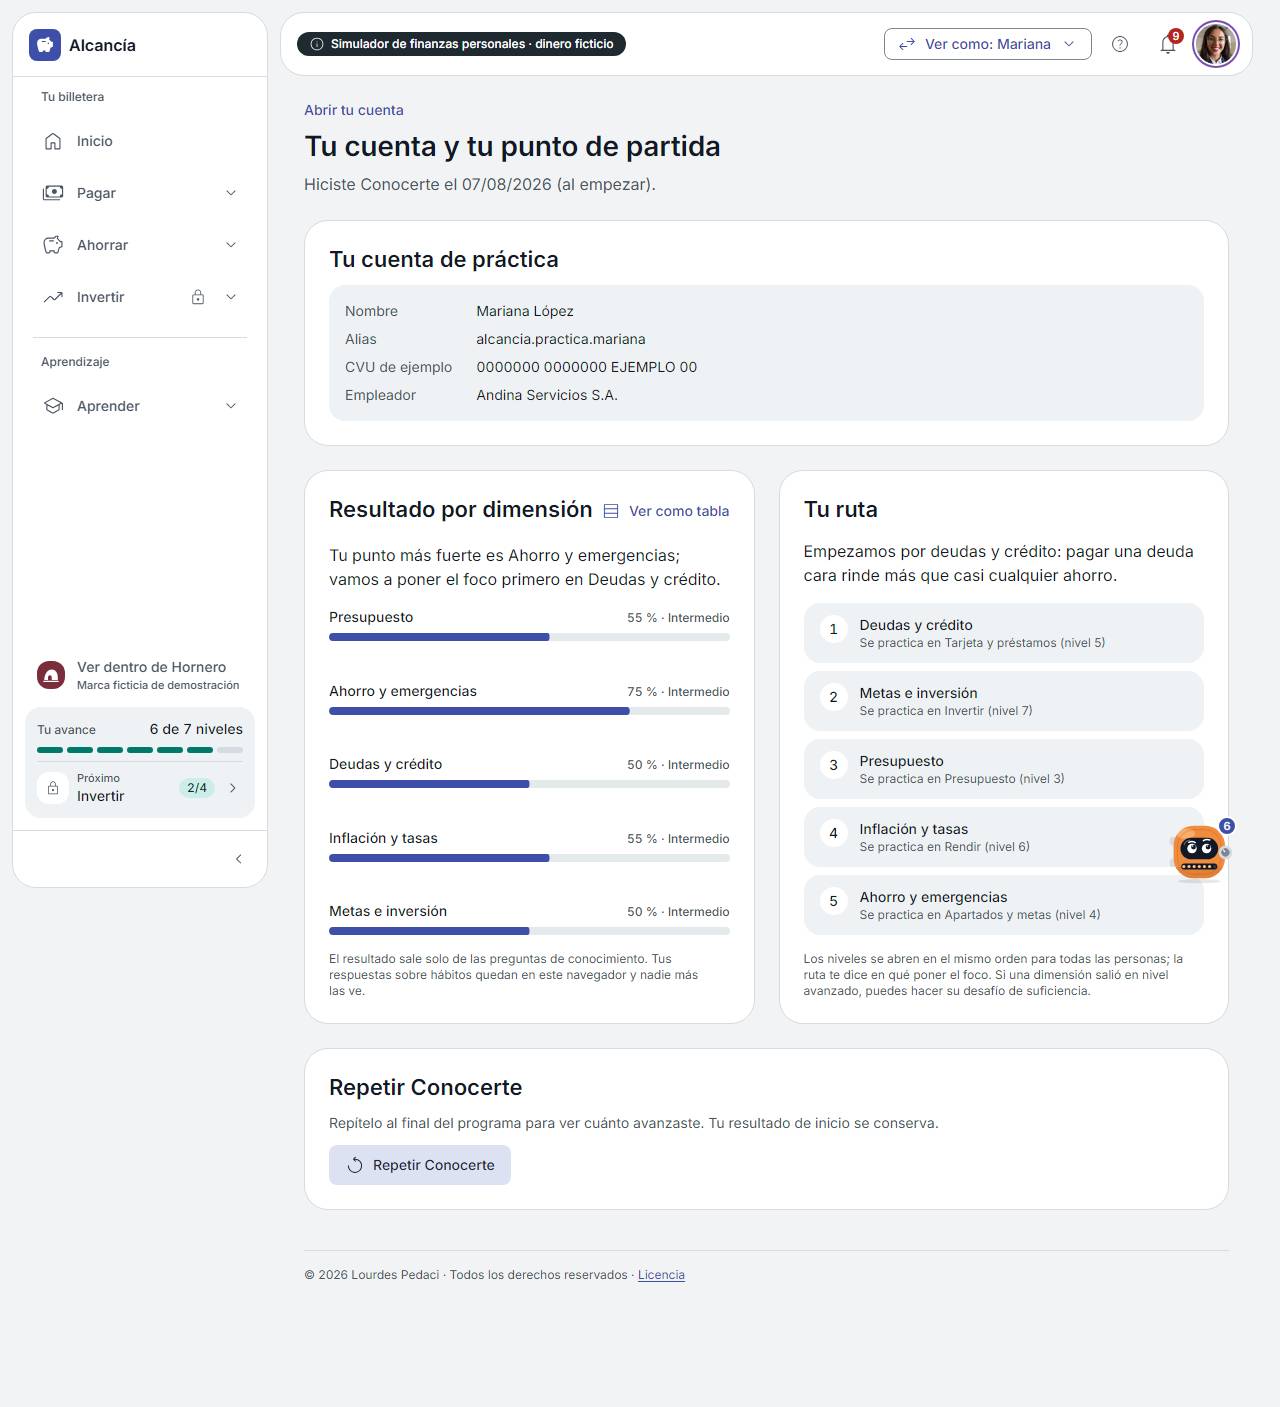 Alcancía
Simulador de finanzas personales · dinero ficticio
Ver como: Mariana
9
Tu billetera
Inicio
Pagar
Ahorrar
Invertir
Aprendizaje
Aprender
Ver dentro de Hornero
Marca ficticia de demostración
Tu avance 6 de 7 niveles
Próximo
Invertir
2/4
Abrir tu cuenta
Tu cuenta y tu punto de partida
Hiciste Conocerte el 07/08/2026 (al empezar).
Tu cuenta de práctica
Nombre Mariana López
Alias alcancia.practica.mariana
CVU de ejemplo 0000000 0000000 EJEMPLO 00
Empleador Andina Servicios S.A.
Resultado por dimensión Ver como tabla
Tu punto más fuerte es Ahorro y emergencias;
vamos a poner el foco primero en Deudas y crédito.
Presupuesto 55 % · Intermedio
Ahorro y emergencias 75 % · Intermedio
Deudas y crédito 50 % · Intermedio
Inflación y tasas 55 % · Intermedio
Metas e inversión 50 % · Intermedio
El resultado sale solo de las preguntas de conocimiento. Tus
respuestas sobre hábitos quedan en este navegador y nadie más
las ve.
Tu ruta
Empezamos por deudas y crédito: pagar una deuda
cara rinde más que casi cualquier ahorro.
1 Deudas y crédito
Se practica en Tarjeta y préstamos (nivel 5)
2 Metas e inversión
Se practica en Invertir (nivel 7)
3 Presupuesto
Se practica en Presupuesto (nivel 3)
4 Inflación y tasas
Se practica en Rendir (nivel 6)
6
5 Ahorro y emergencias
Se practica en Apartados y metas (nivel 4)
Los niveles se abren en el mismo orden para todas las personas; la
ruta te dice en qué poner el foco. Si una dimensión salió en nivel
avanzado, puedes hacer su desafío de suficiencia.
Repetir Conocerte
Repítelo al final del programa para ver cuánto avanzaste. Tu resultado de inicio se conserva.
Repetir Conocerte
© 2026 Lourdes Pedaci · Todos los derechos reservados · Licencia